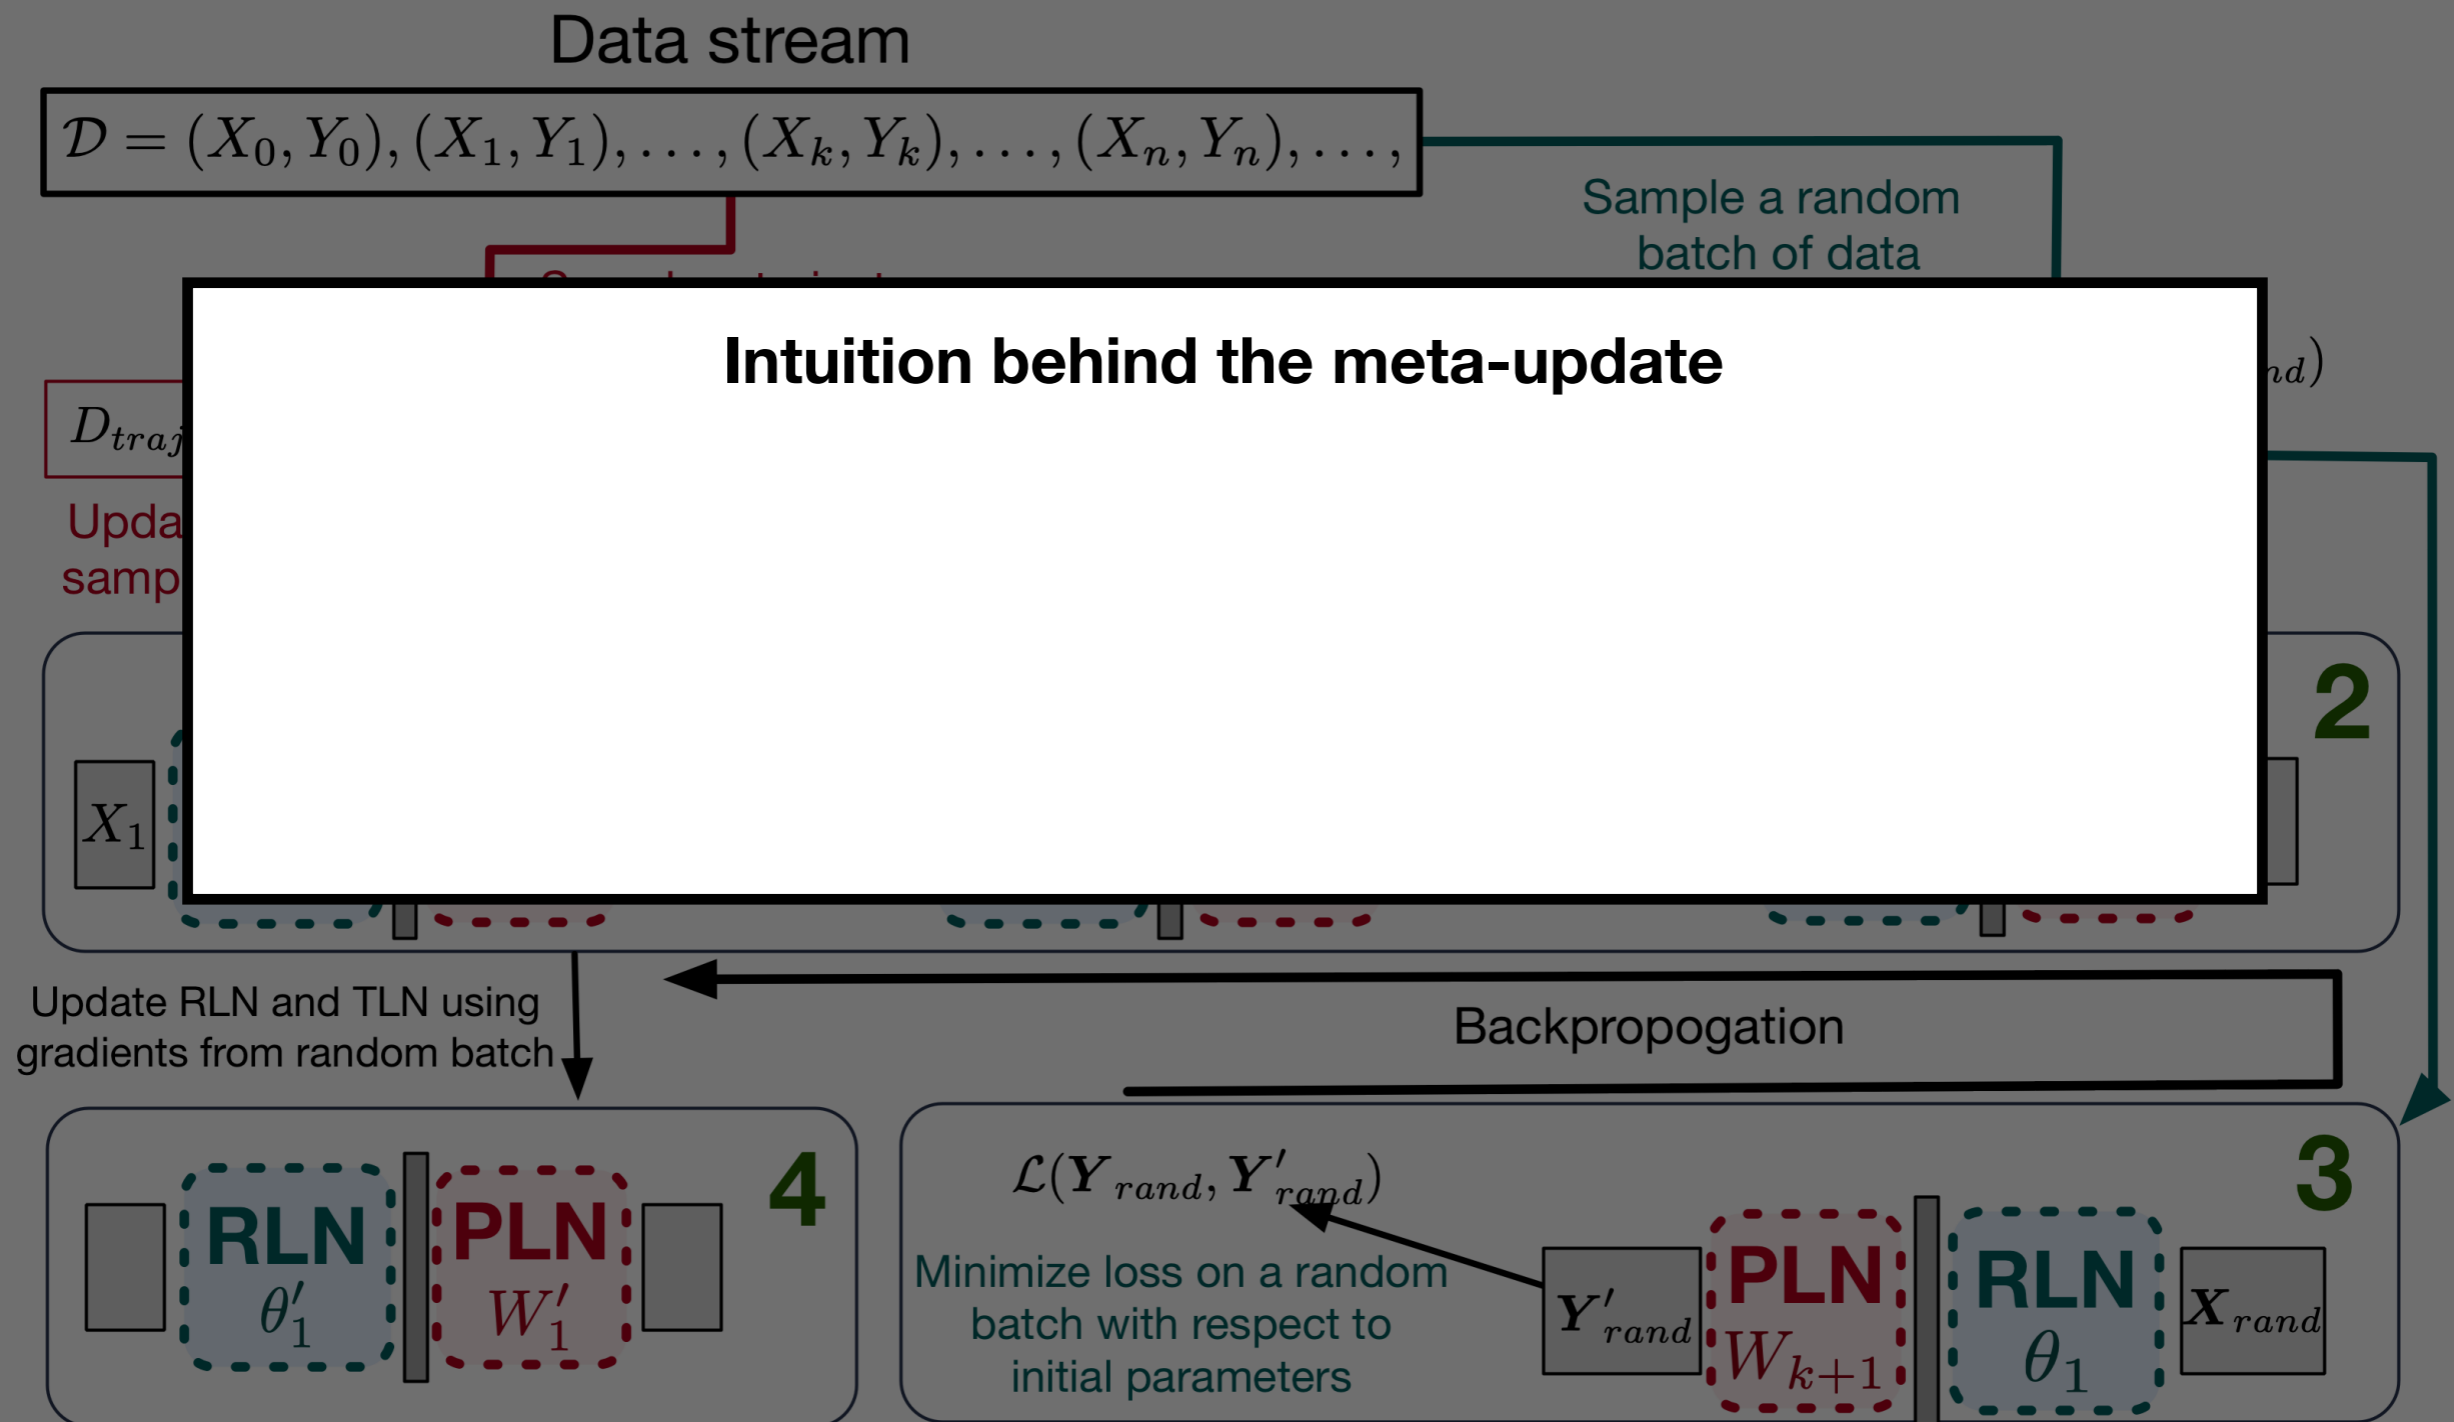 Data stream
𝒟 = (X₀, Y₀), (X₁, Y₁), . . . , (Xₖ, Yₖ), . . . , (Xₙ, Yₙ), . . . ,
Sample a random
batch of data
Intuition behind the meta-update
nd)
D_traj
Upda
samp
2
X₁
Update RLN and TLN using
gradients from random batch
Backpropogation
4
RLN
θ′₁
PLN
W′₁
3
ℒ(Y_rand, Y′_rand)
Minimize loss on a random
batch with respect to
initial parameters
Y′_rand
PLN
W_{k+1}
RLN
θ₁
X_rand